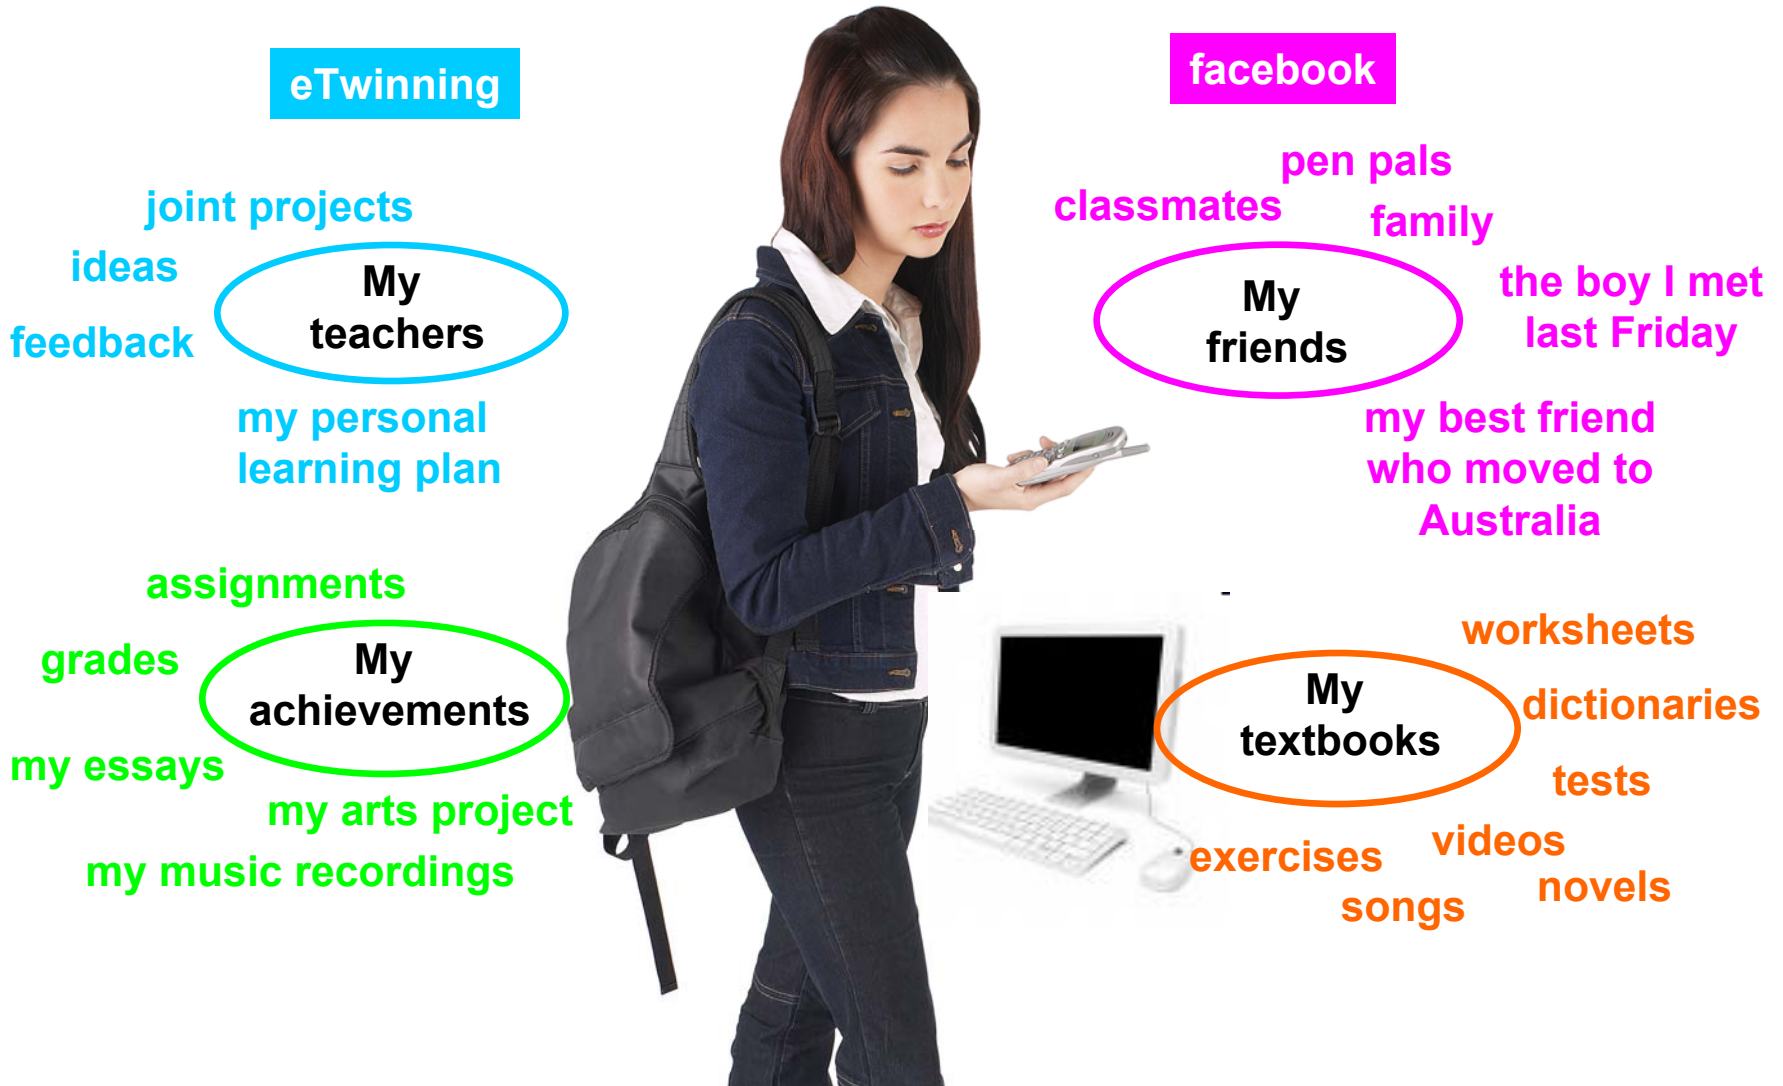 eTwinning
joint projects
ideas
feedback
My
teachers
my personal
learning plan
facebook
pen pals
classmates
family
My
friends
the boy I met
last Friday
my best friend
who moved to
Australia
assignments
grades
My
achievements
my essays
my arts project
my music recordings
worksheets
My
textbooks
dictionaries
tests
videos
exercises
novels
songs